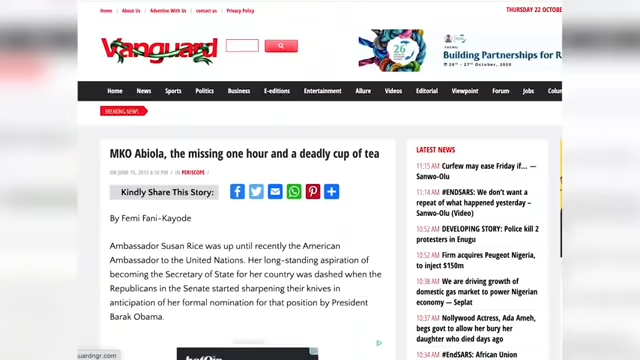 Home About Us Advertise With Us contact us Privacy Policy
THURSDAY 22 OCTOBE
Vanguard
26
THEME:
Building Partnerships for R
26th - 27th October, 2020
Home News Sports Politics Business E-editions Entertainment Allure Videos Editorial Viewpoint Forum Jobs Colum
BREAKING NEWS
MKO Abiola, the missing one hour and a deadly cup of tea
IN PERISCOPE
Kindly Share This Story:
By Femi Fani-Kayode
Ambassador Susan Rice was up until recently the American
Ambassador to the United Nations. Her long-standing aspiration of
becoming the Secretary of State for her country was dashed when the
Republicans in the Senate started sharpening their knives in
anticipation of her formal nomination for that position by President
Barak Obama.
LATEST NEWS
11:15 AM Curfew may ease Friday if... —
Sanwo-Olu
11:14 AM #ENDSARS: We don't want a
repeat of what happened yesterday –
Sanwo-Olu (Video)
10:52 AM DEVELOPING STORY: Police kill 2
protesters in Enugu
10:52 AM Firm acquires Peugeot Nigeria,
to inject $150m
10:38 AM We are driving growth of
domestic gas market to power Nigerian
economy — Seplat
10:37 AM Nollywood Actress, Ada Ameh,
begs govt to allow her bury her
daughter who died days ago
10:34 AM #EndSARS: African Union
uardngr.com